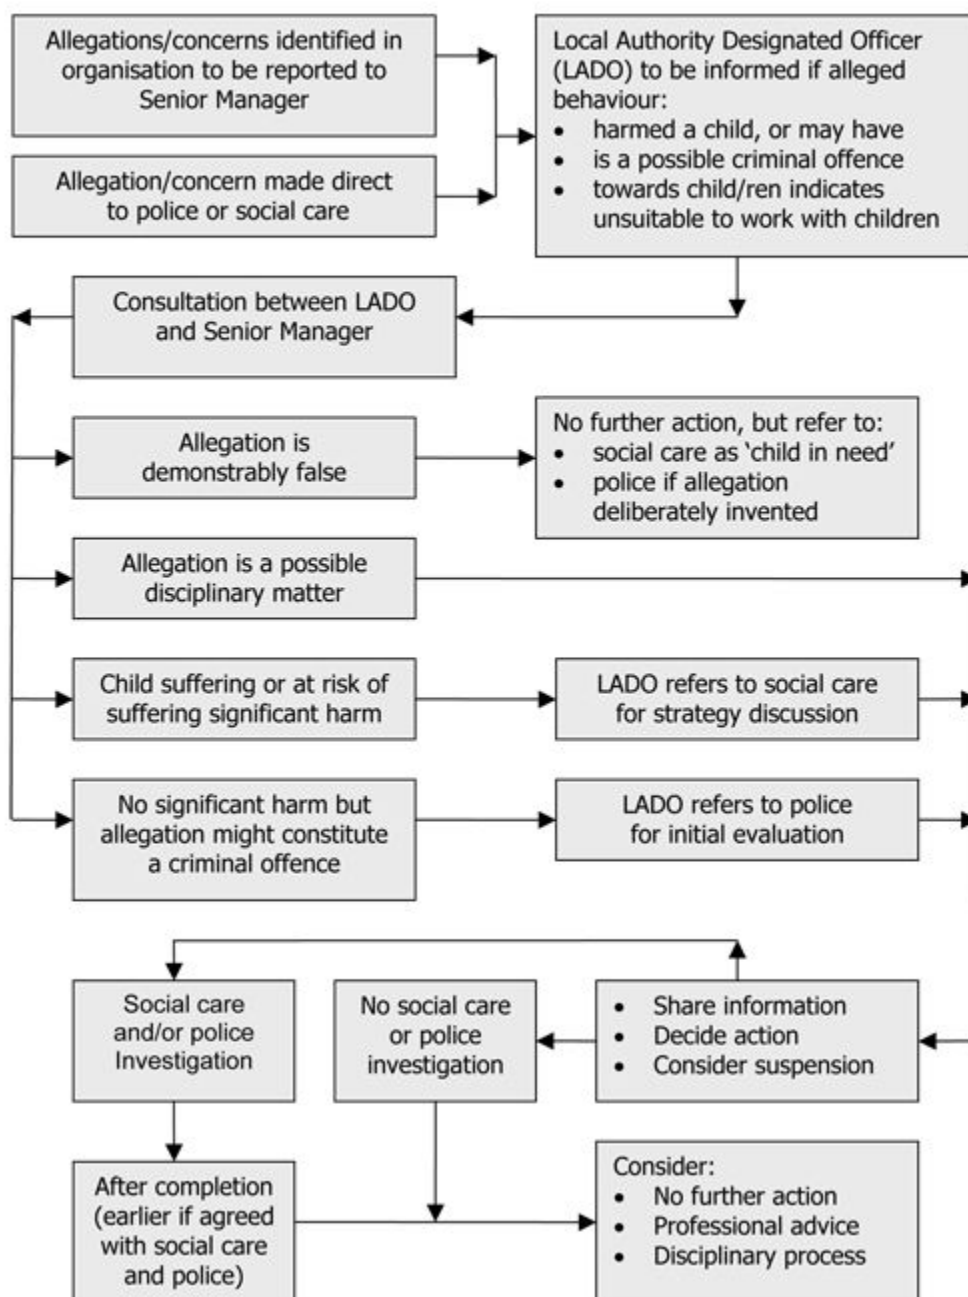 Allegations/concerns identified in
organisation to be reported to
Senior Manager
Allegation/concern made direct
to police or social care
Local Authority Designated Officer
(LADO) to be informed if alleged
behaviour:
• harmed a child, or may have
• is a possible criminal offence
• towards child/ren indicates
unsuitable to work with children
Consultation between LADO
and Senior Manager
Allegation is
demonstrably false
No further action, but refer to:
• social care as ‘child in need’
• police if allegation
deliberately invented
Allegation is a possible
disciplinary matter
Child suffering or at risk of
suffering significant harm
LADO refers to social care
for strategy discussion
No significant harm but
allegation might constitute
a criminal offence
LADO refers to police
for initial evaluation
Social care
and/or police
Investigation
No social care
or police
investigation
• Share information
• Decide action
• Consider suspension
After completion
(earlier if agreed
with social care
and police)
Consider:
• No further action
• Professional advice
• Disciplinary process